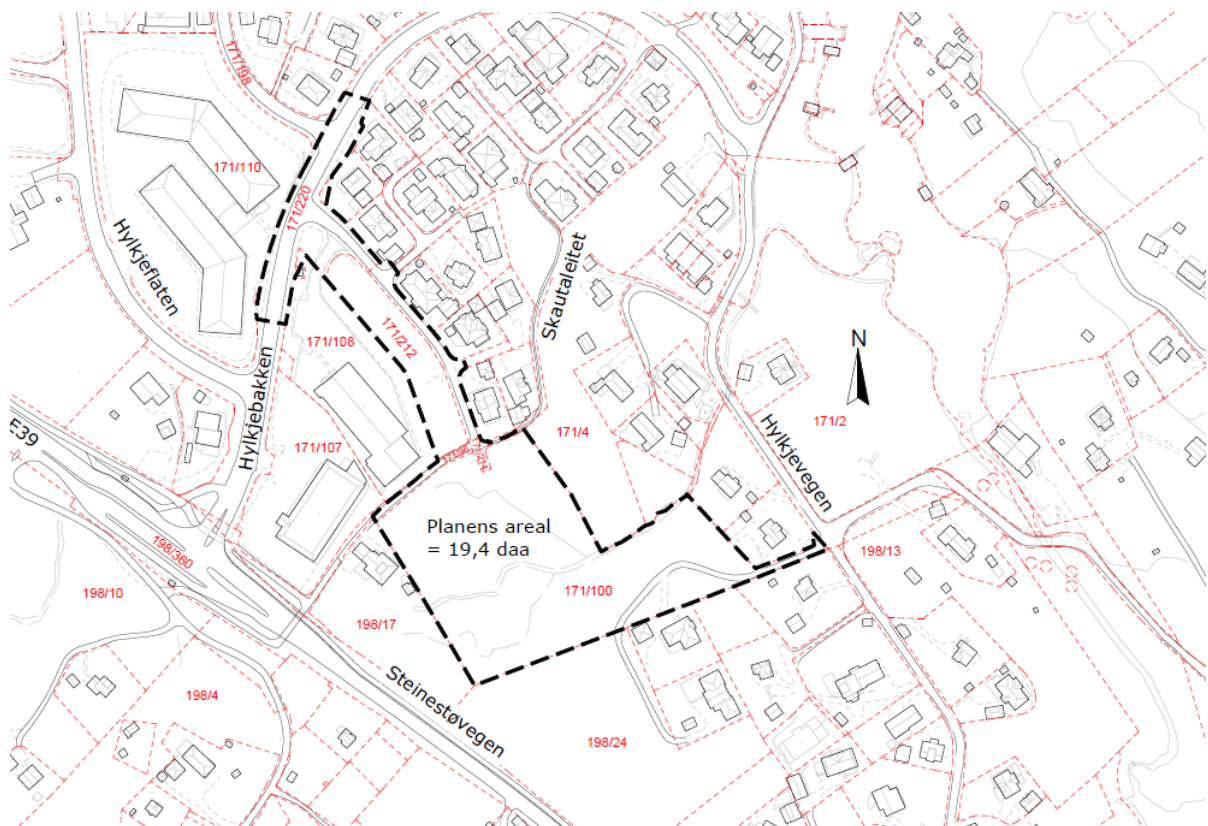 171/198
171/110
171/220
Hylkjeflaten
Skautaleitet
N
171/108
171/212
Hylkjebakken
171/4
171/2
E39
171/107
Hylkjevegen
Planens areal
= 19,4 daa
198/360
198/13
198/10
171/100
198/17
Steinestøvegen
198/4
198/24